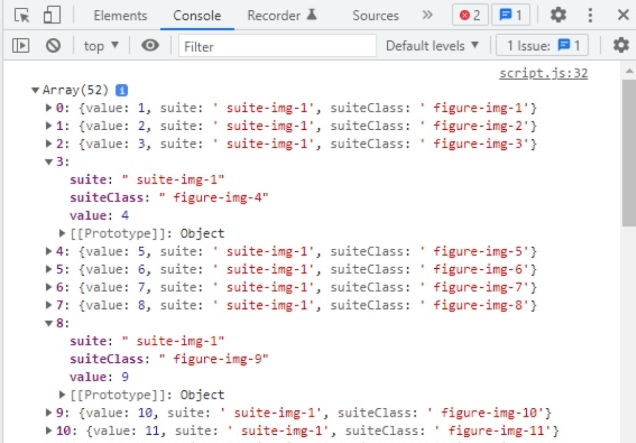 Elements Console Recorder Sources » 2 1
top Filter Default levels 1 Issue: 1
script.js:32
Array(52) i
0: {value: 1, suite: ' suite-img-1', suiteClass: ' figure-img-1'}
1: {value: 2, suite: ' suite-img-1', suiteClass: ' figure-img-2'}
2: {value: 3, suite: ' suite-img-1', suiteClass: ' figure-img-3'}
3:
suite: " suite-img-1"
suiteClass: " figure-img-4"
value: 4
[[Prototype]]: Object
4: {value: 5, suite: ' suite-img-1', suiteClass: ' figure-img-5'}
5: {value: 6, suite: ' suite-img-1', suiteClass: ' figure-img-6'}
6: {value: 7, suite: ' suite-img-1', suiteClass: ' figure-img-7'}
7: {value: 8, suite: ' suite-img-1', suiteClass: ' figure-img-8'}
8:
suite: " suite-img-1"
suiteClass: " figure-img-9"
value: 9
[[Prototype]]: Object
9: {value: 10, suite: ' suite-img-1', suiteClass: ' figure-img-10'}
10: {value: 11, suite: ' suite-img-1', suiteClass: ' figure-img-11'}